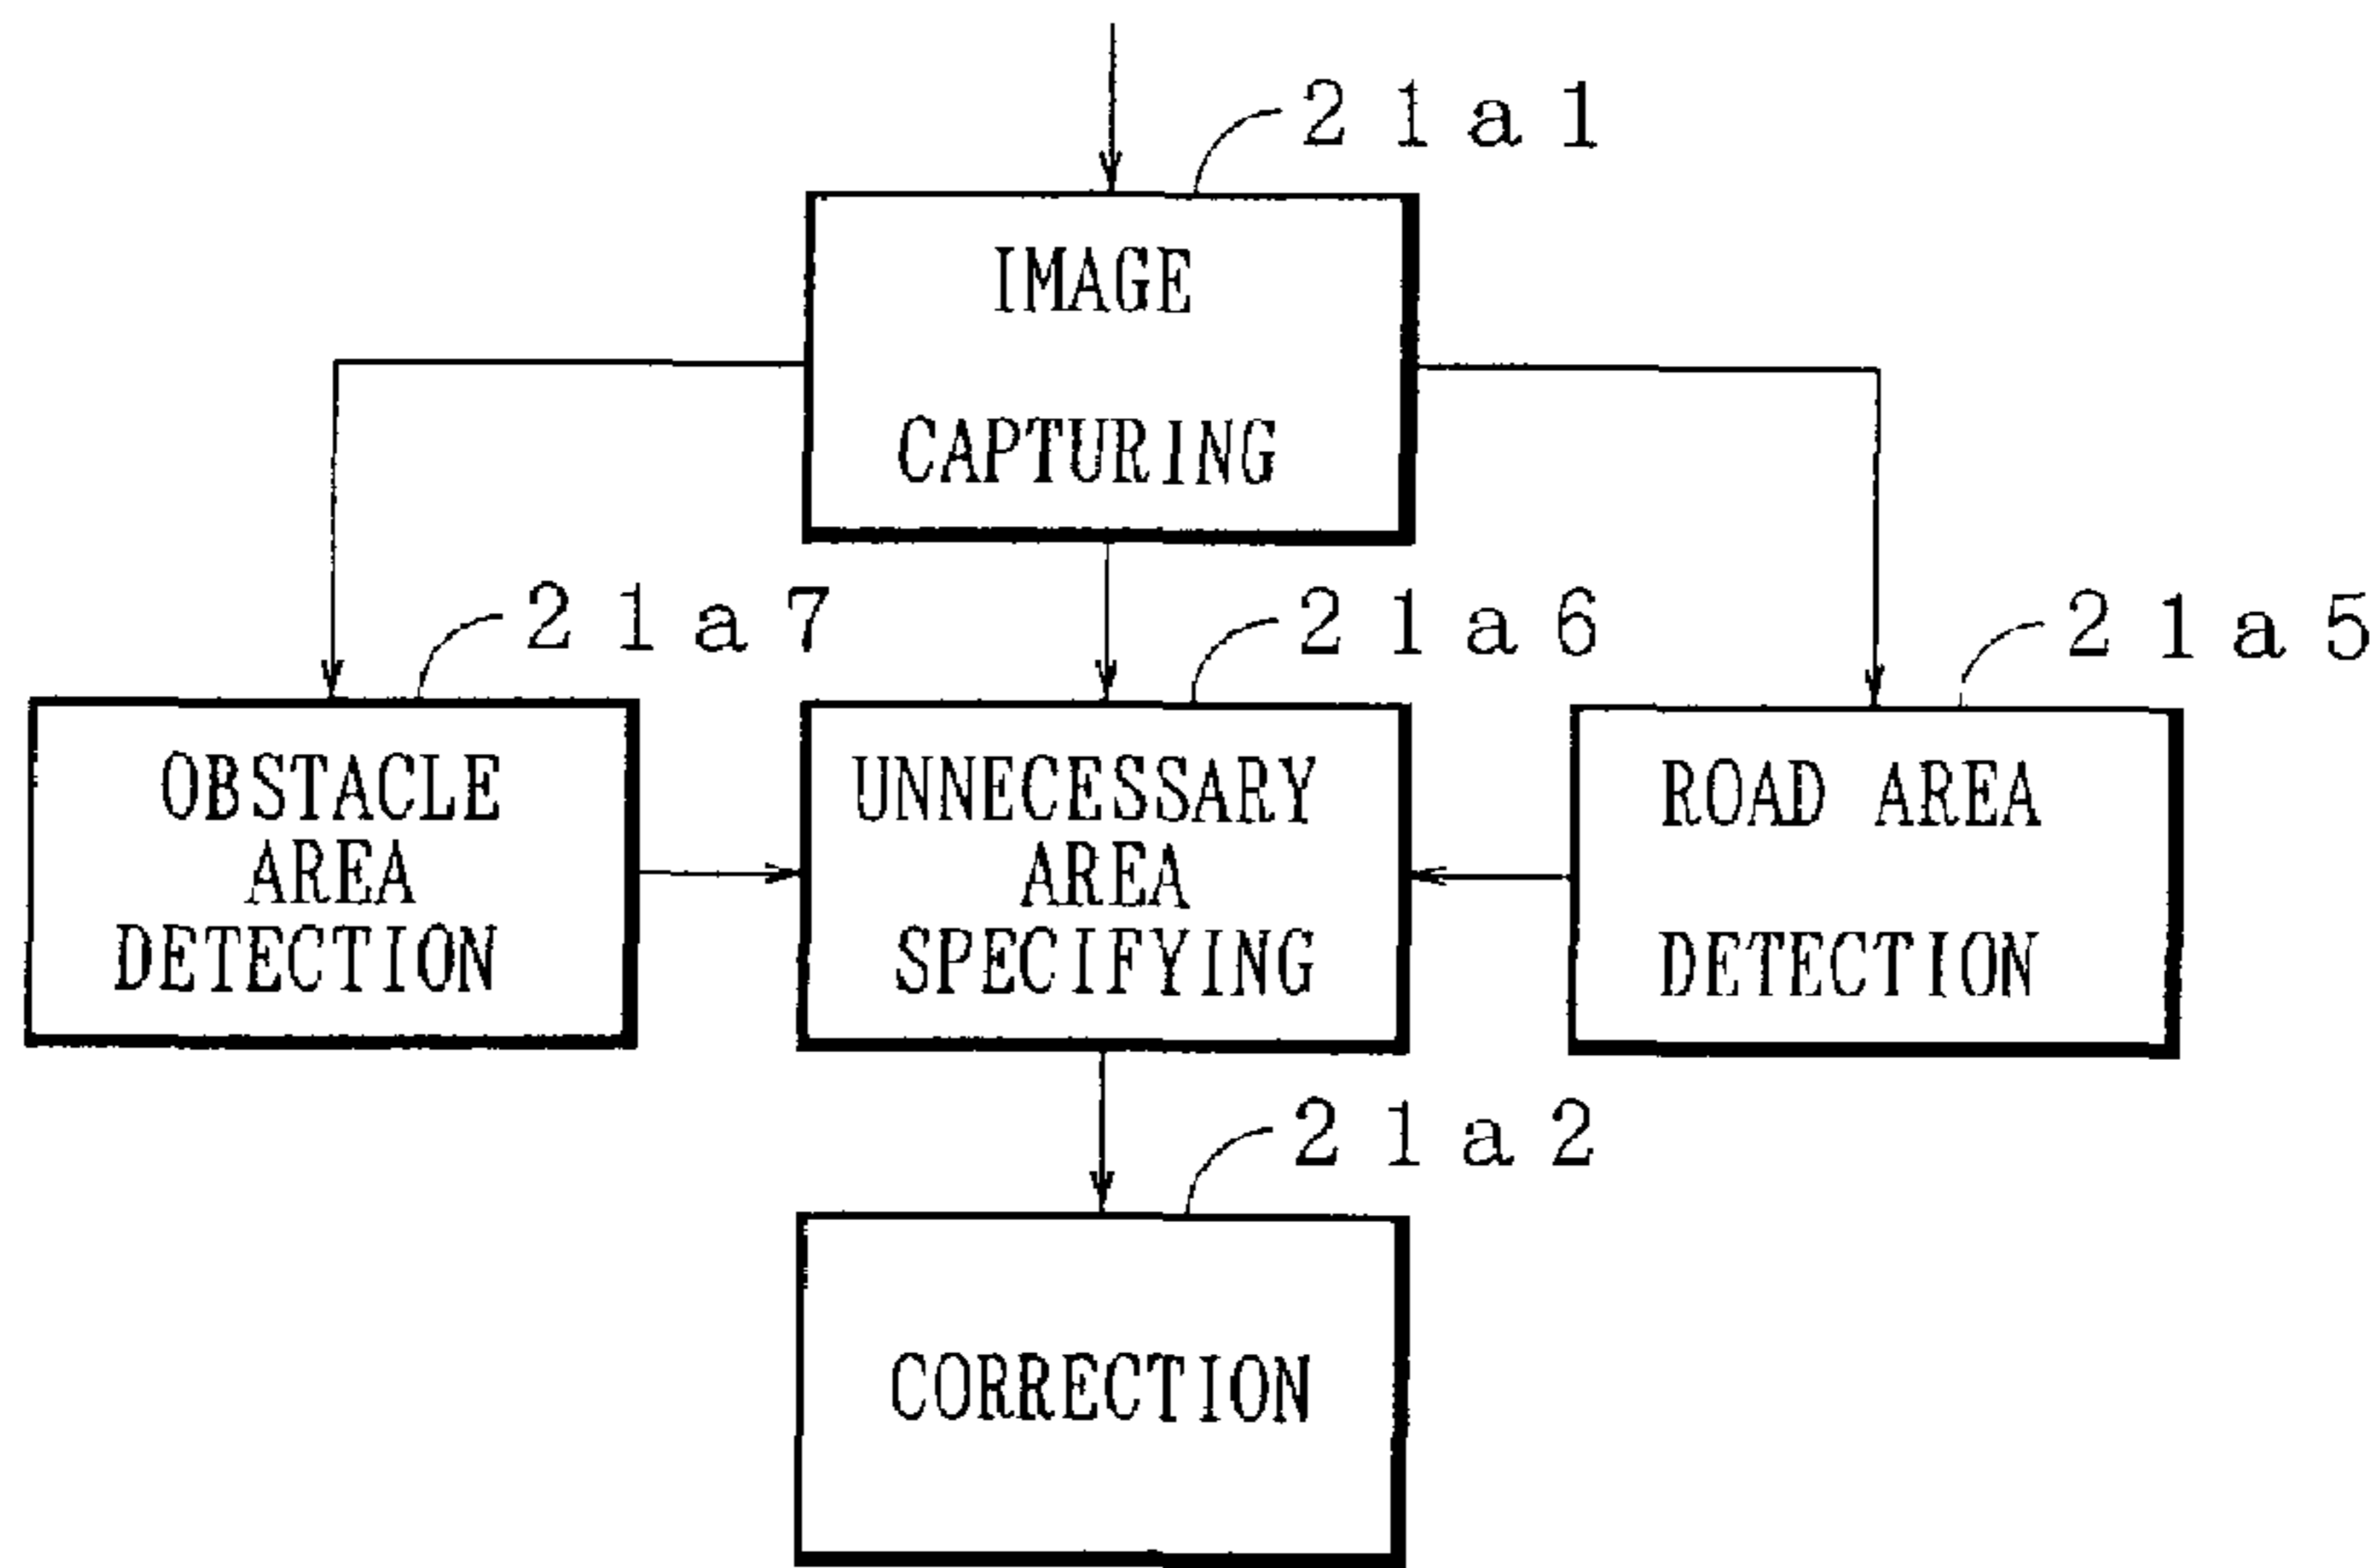 21a1
IMAGE
CAPTURING
21a7
21a6
21a5
OBSTACLE
AREA
DETECTION
UNNECESSARY
AREA
SPECIFYING
ROAD AREA
DETECTION
21a2
CORRECTION